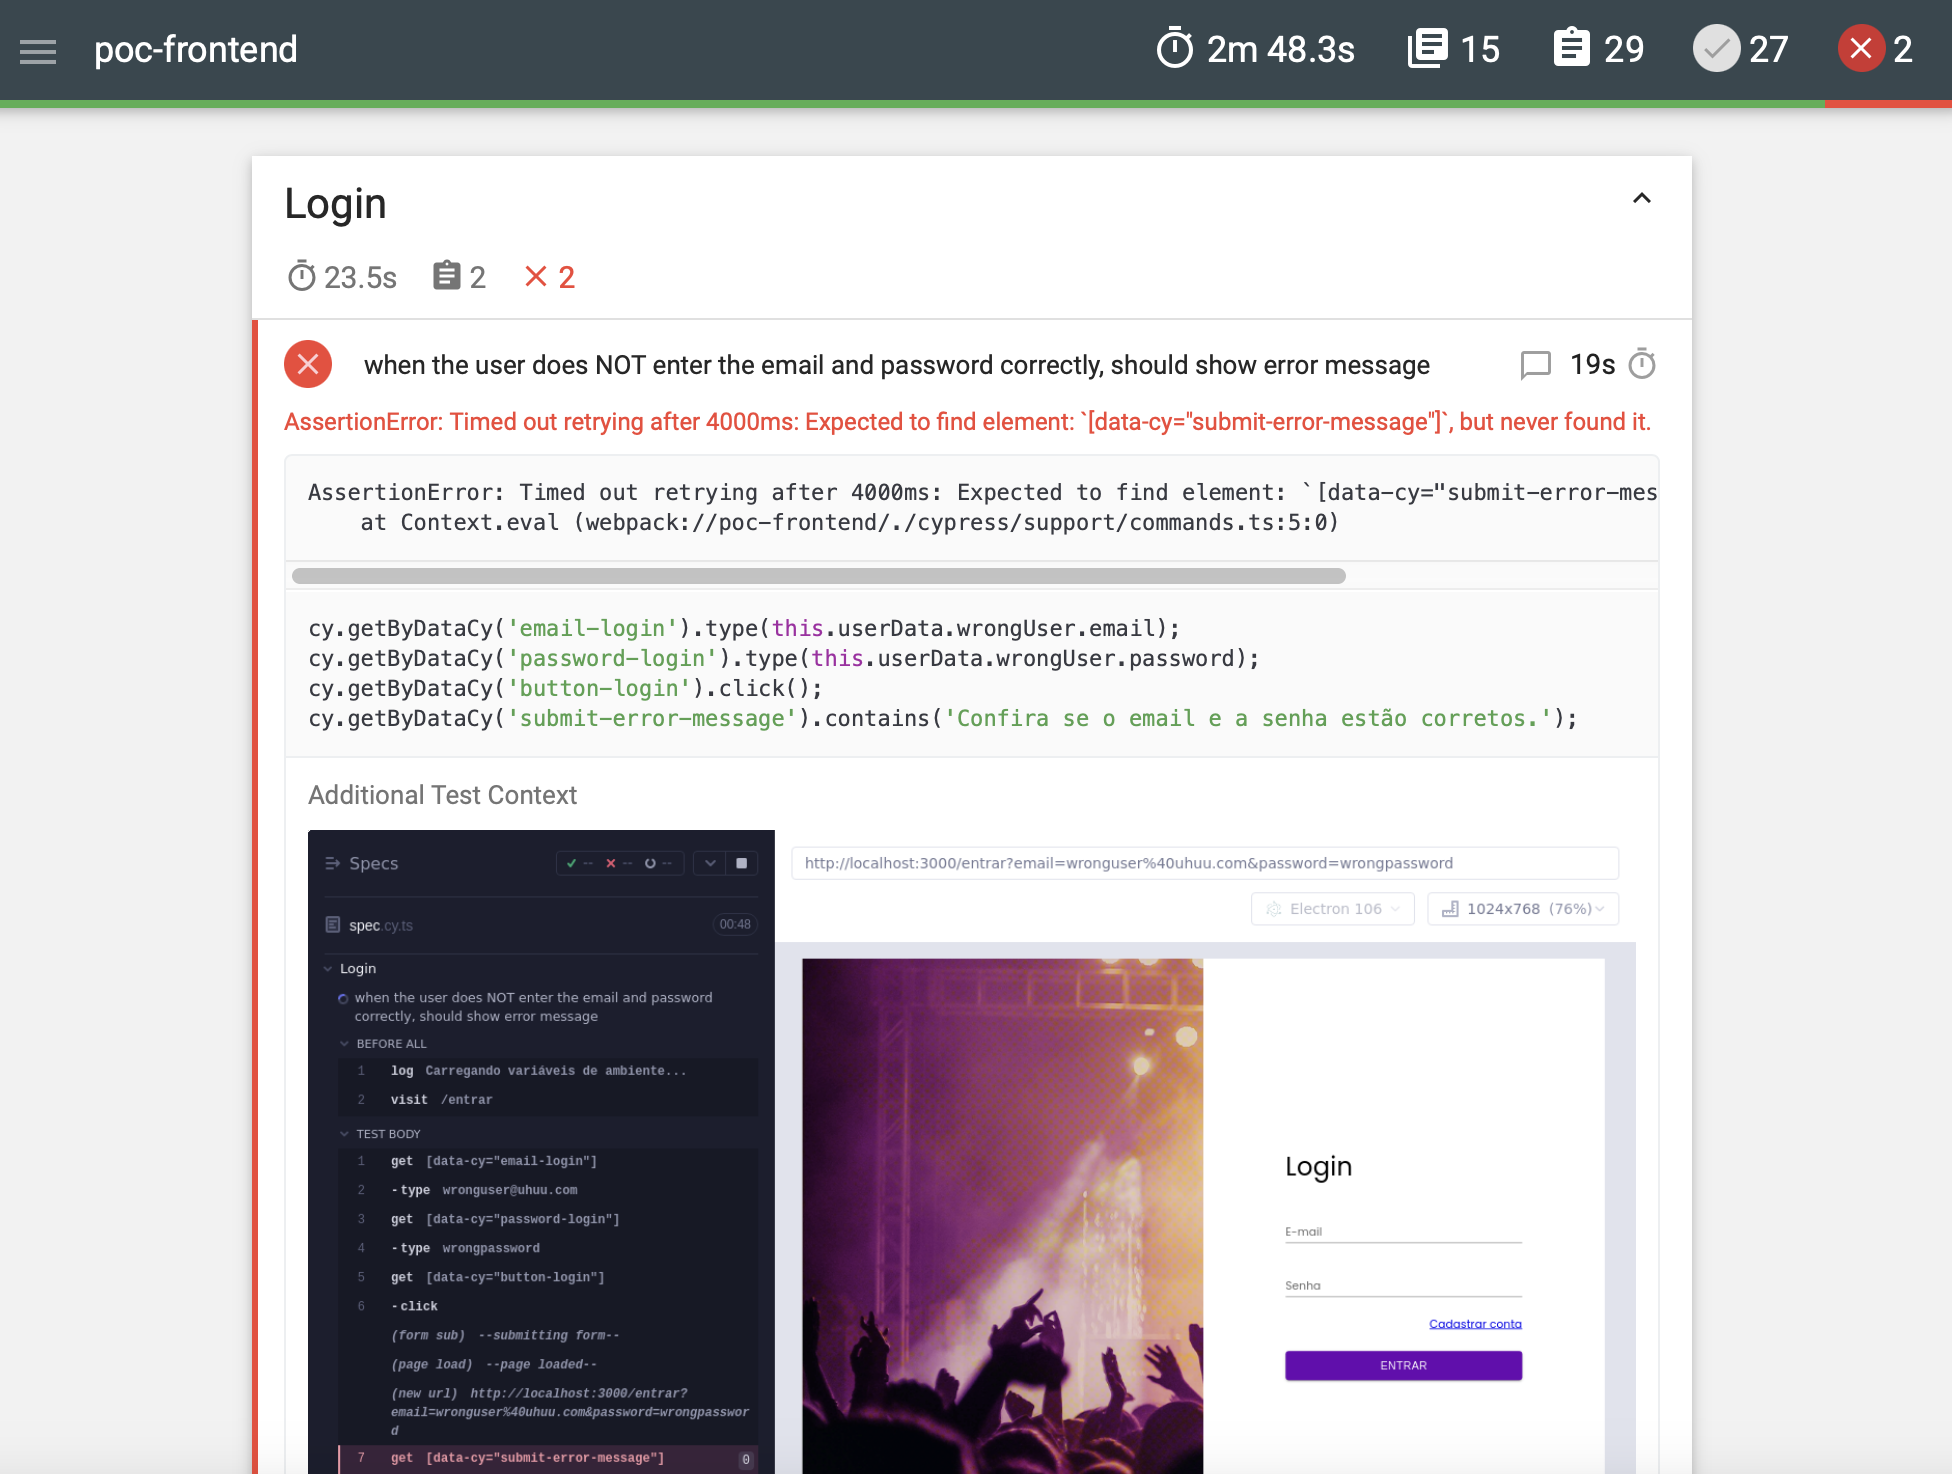 poc-frontend 2m 48.3s 15 29 27 2
Login
23.5s 2 2
when the user does NOT enter the email and password correctly, should show error message 19s
AssertionError: Timed out retrying after 4000ms: Expected to find element: `[data-cy="submit-error-message"]`, but never found it.
AssertionError: Timed out retrying after 4000ms: Expected to find element: `[data-cy="submit-error-mes
at Context.eval (webpack://poc-frontend/./cypress/support/commands.ts:5:0)
cy.getByDataCy('email-login').type(this.userData.wrongUser.email);
cy.getByDataCy('password-login').type(this.userData.wrongUser.password);
cy.getByDataCy('button-login').click();
cy.getByDataCy('submit-error-message').contains('Confira se o email e a senha estão corretos.');
Additional Test Context
Specs -- -- --
spec.cy.ts 00:48
Login
when the user does NOT enter the email and password
correctly, should show error message
BEFORE ALL
1 log Carregando variáveis de ambiente...
2 visit /entrar
TEST BODY
1 get [data-cy="email-login"]
2 -type wronguser@uhuu.com
3 get [data-cy="password-login"]
4 -type wrongpassword
5 get [data-cy="button-login"]
6 -click
(form sub) --submitting form--
(page load) --page loaded--
(new url) http://localhost:3000/entrar?
email=wronguser%40uhuu.com&password=wrongpasswor
d
7 get [data-cy="submit-error-message"] 0
http://localhost:3000/entrar?email=wronguser%40uhuu.com&password=wrongpassword
Electron 106 1024x768 (76%)
Login
E-mail
Senha
Cadastrar conta
ENTRAR